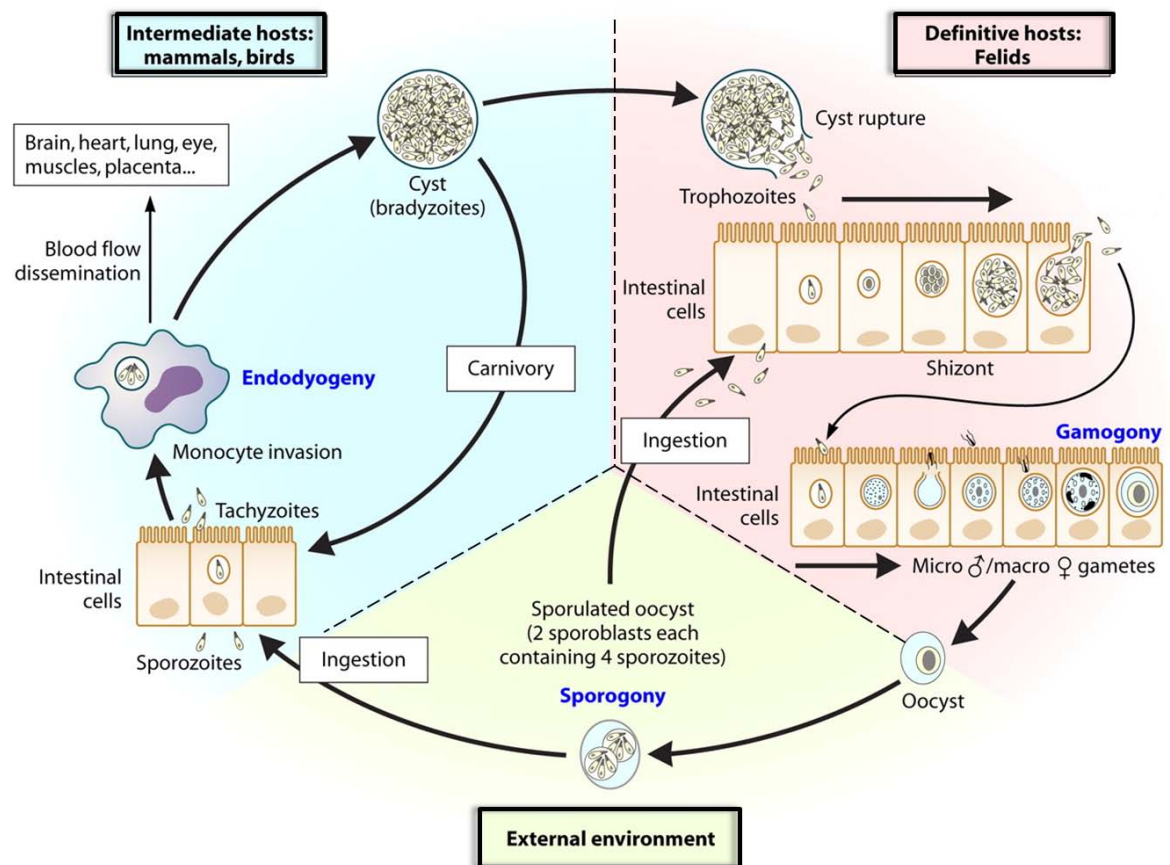 Intermediate hosts:
mammals, birds
Definitive hosts:
Felids
Brain, heart, lung, eye,
muscles, placenta...
Blood flow
dissemination
Cyst
(bradyzoites)
Cyst rupture
Trophozoites
Intestinal
cells
Shizont
Endodyogeny
Carnivory
Monocyte invasion
Tachyzoites
Intestinal
cells
Sporozoites
Ingestion
Ingestion
Gamogony
Intestinal
cells
Micro ♂/macro ♀ gametes
Sporulated oocyst
(2 sporoblasts each
containing 4 sporozoites)
Sporogony
Oocyst
External environment